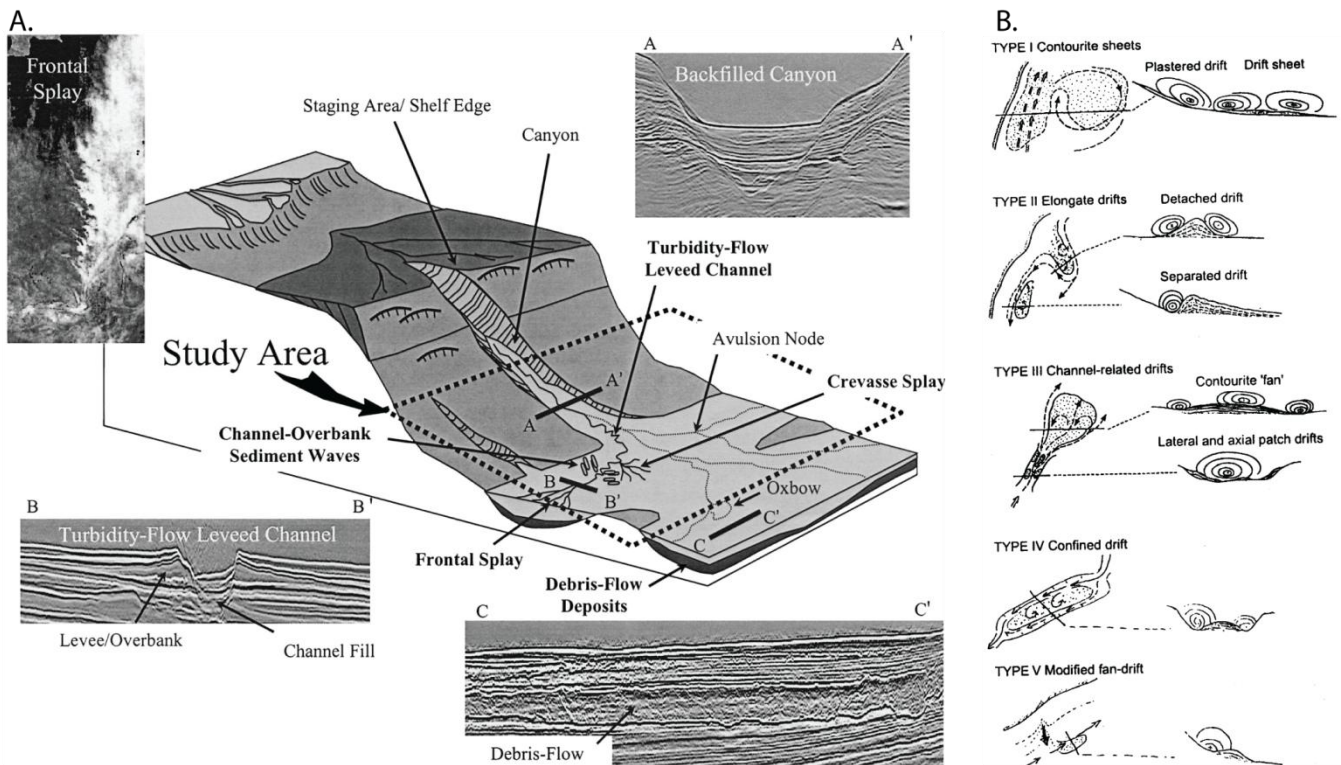 A.
Frontal
Splay
Staging Area/ Shelf Edge
Canyon
A
A'
Backfilled Canyon
Turbidity-Flow
Leveed Channel
Avulsion Node
Study Area
Crevasse Splay
A'
A
Channel-Overbank
Sediment Waves
B
B'
Oxbow
C'
C
B
B'
Turbidity-Flow Leveed Channel
Levee/Overbank
Channel Fill
Frontal Splay
Debris-Flow
Deposits
C
C'
Debris-Flow
B.
TYPE I Contourite sheets
Plastered drift
Drift sheet
TYPE II Elongate drifts
Detached drift
Separated drift
TYPE III Channel-related drifts
Contourite 'fan'
Lateral and axial patch drifts
TYPE IV Confined drift
TYPE V Modified fan-drift